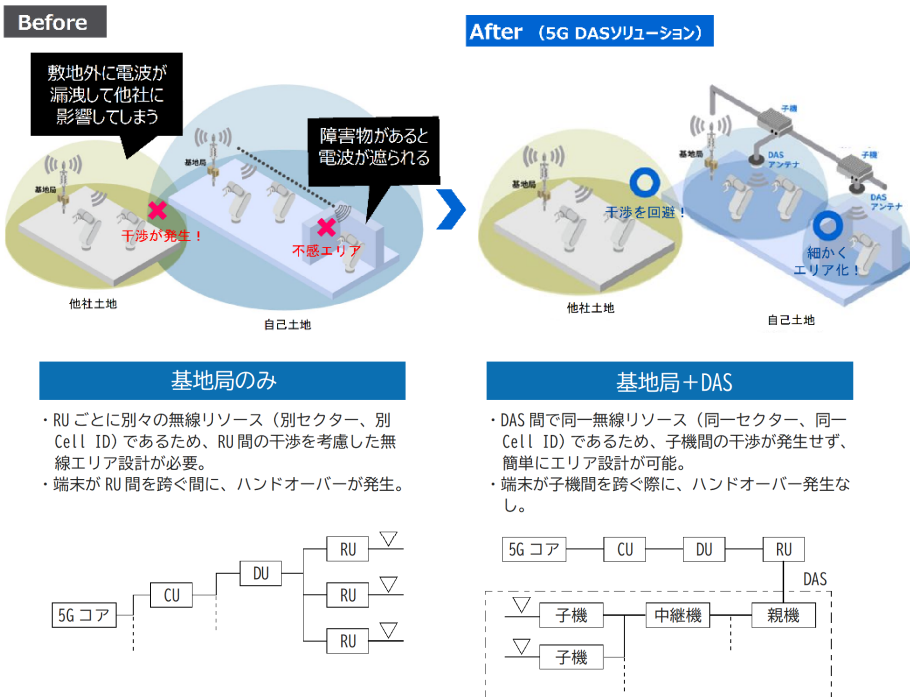 Before
敷地外に電波が
漏洩して他社に
影響してしまう
障害物があると
電波が遮られる
基地局
基地局
干渉が発生！
不感エリア
他社土地
自己土地
After （5G DASソリューション）
子機
子機
基地局
DAS
アンテナ
DAS
アンテナ
基地局
干渉を回避！
細かく
エリア化！
他社土地
自己土地
基地局のみ
・RUごとに別々の無線リソース（別セクター、別
Cell ID）であるため、RU間の干渉を考慮した無
線エリア設計が必要。
・端末がRU間を跨ぐ間に、ハンドオーバーが発生。
5Gコア
CU
DU
RU
RU
RU
基地局＋DAS
・DAS間で同一無線リソース（同一セクター、同一
Cell ID）であるため、子機間の干渉が発生せず、
簡単にエリア設計が可能。
・端末が子機間を跨ぐ際に、ハンドオーバー発生な
し。
5Gコア
CU
DU
RU
DAS
子機
中継機
親機
子機